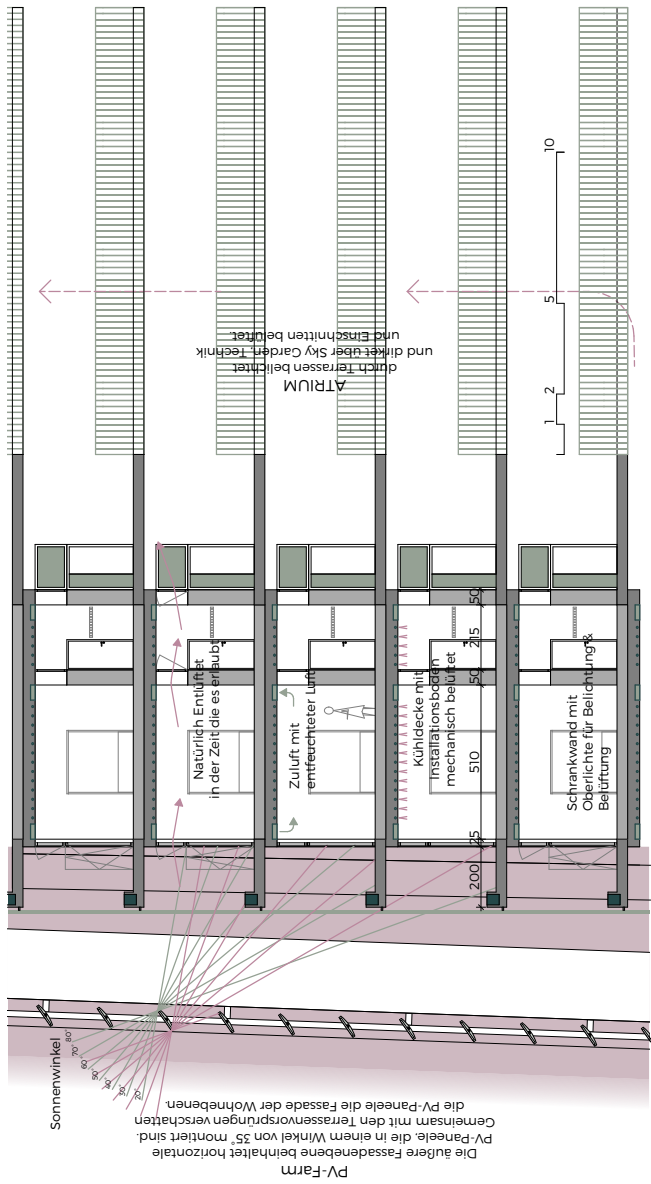 10
5
2
1
ATRIUM
durch Terrassen belichtet
und dirket über Sky Garden, Technik
und Einschnitten belüftet.
50
215
50
510
25
200
Natürlich Entlüftet
in der Zeit die es erlaubt
Zuluft mit
entfeuchteter Luft
Kühldecke mit
Installationsboden
mechanisch belüftet
Schrankwand mit
Oberlichte für Belichtung &
Belüftung
Sonnenwinkel
80°
70°
60°
50°
40°
30°
20°
PV-Farm
Die äußere Fassadenebene beinhaltet horizontale
PV-Paneele, die in einem Winkel von 35° montiert sind.
Gemeinsam mit den Terrassenvorsprüngen verschatten
die PV-Paneele die Fassade der Wohnebenen.